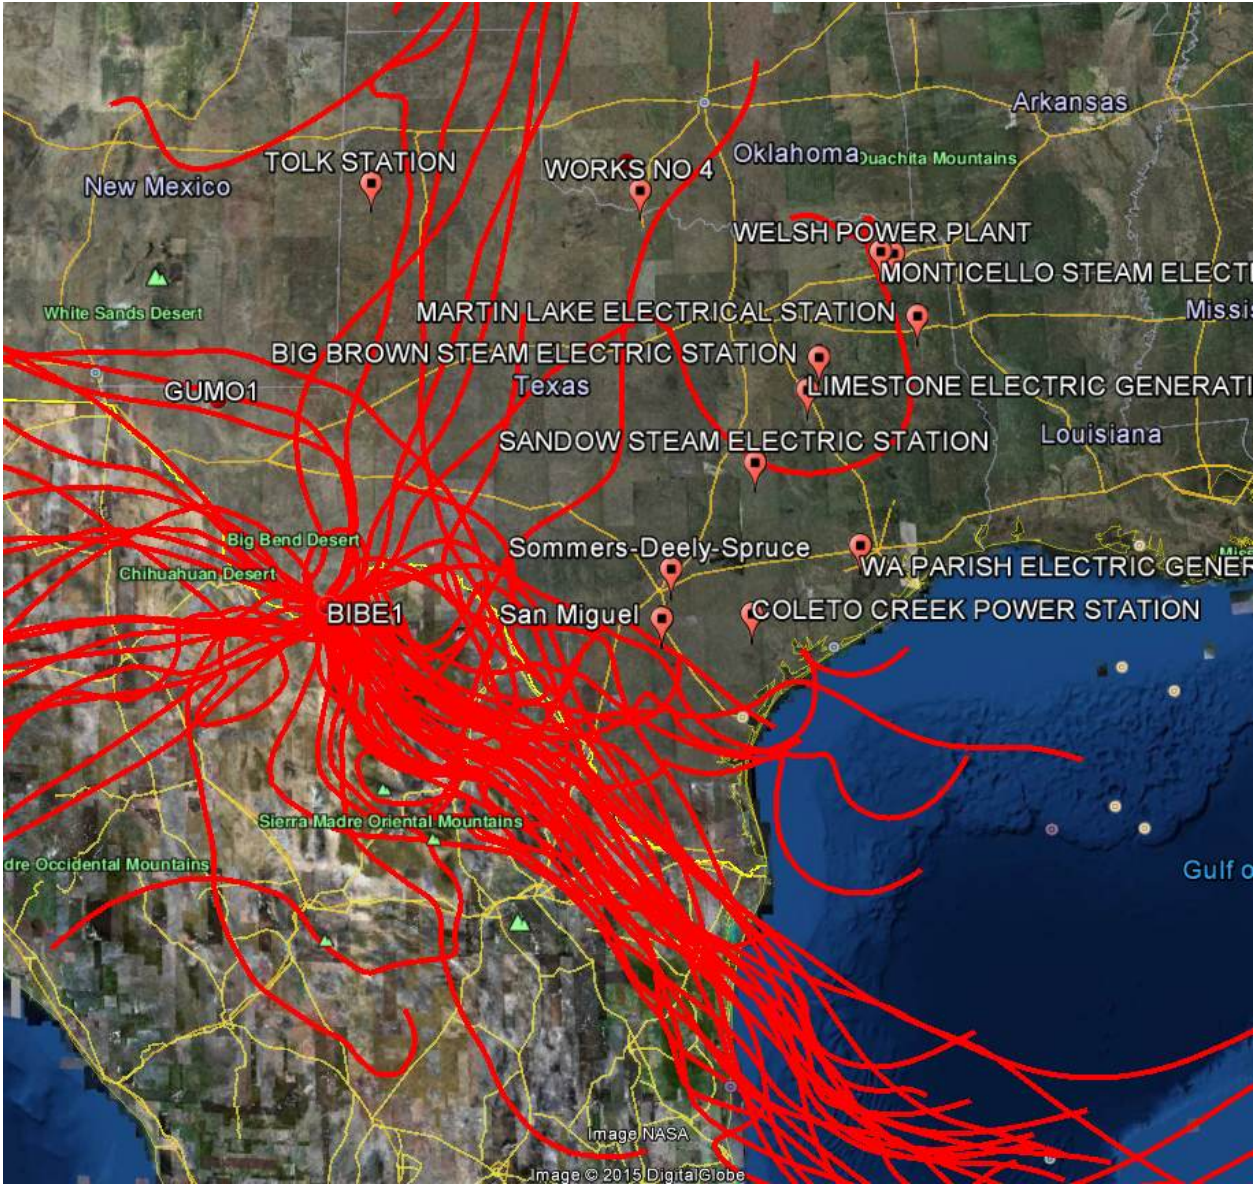 Arkansas
Oklahoma
Ouachita Mountains
TOLK STATION
WORKS NO 4
New Mexico
WELSH POWER PLANT
MONTICELLO STEAM ELECT
White Sands Desert
MARTIN LAKE ELECTRICAL STATION
Missis
BIG BROWN STEAM ELECTRIC STATION
GUMO1
Texas
LIMESTONE ELECTRIC GENERATI
SANDOW STEAM ELECTRIC STATION
Louisiana
Big Bend Desert
Sommers-Deely-Spruce
Chihuahuan Desert
WA PARISH ELECTRIC GENER
BIBE1
San Miguel
COLETO CREEK POWER STATION
Sierra Madre Oriental Mountains
dre Occidental Mountains
Gulf o
Image NASA
Image © 2015 DigitalGlobe